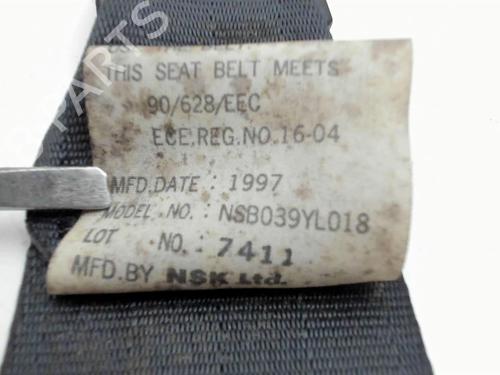 THIS SEAT BELT MEETS
90/628/EEC
ECE.REG.NO.16-04
MFD.DATE : 1997
MODEL NO. : NSB039YL018
LOT NO. : 7411
MFD.BY NSK Ltd.